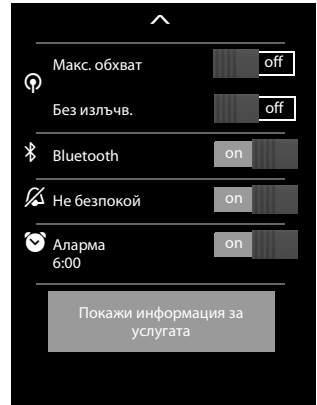 Макс. обхват off
Без излъчв. off
Bluetooth on
Не безпокой on
Аларма on
6:00
Покажи информация за
услугата